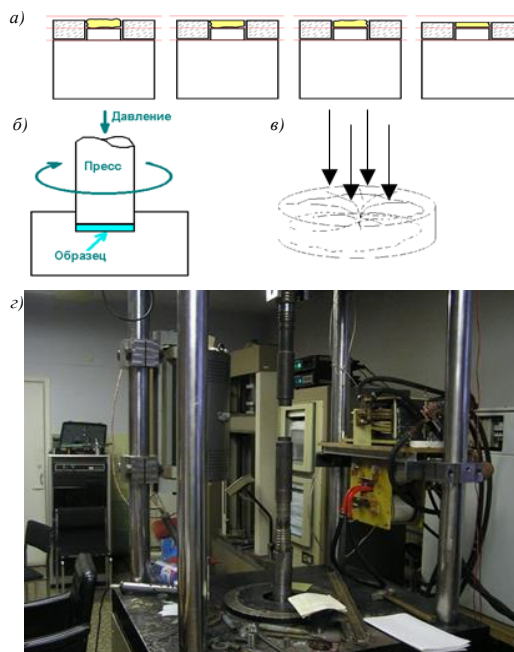 а)
б)
Давление
Пресс
Образец
в)
г)